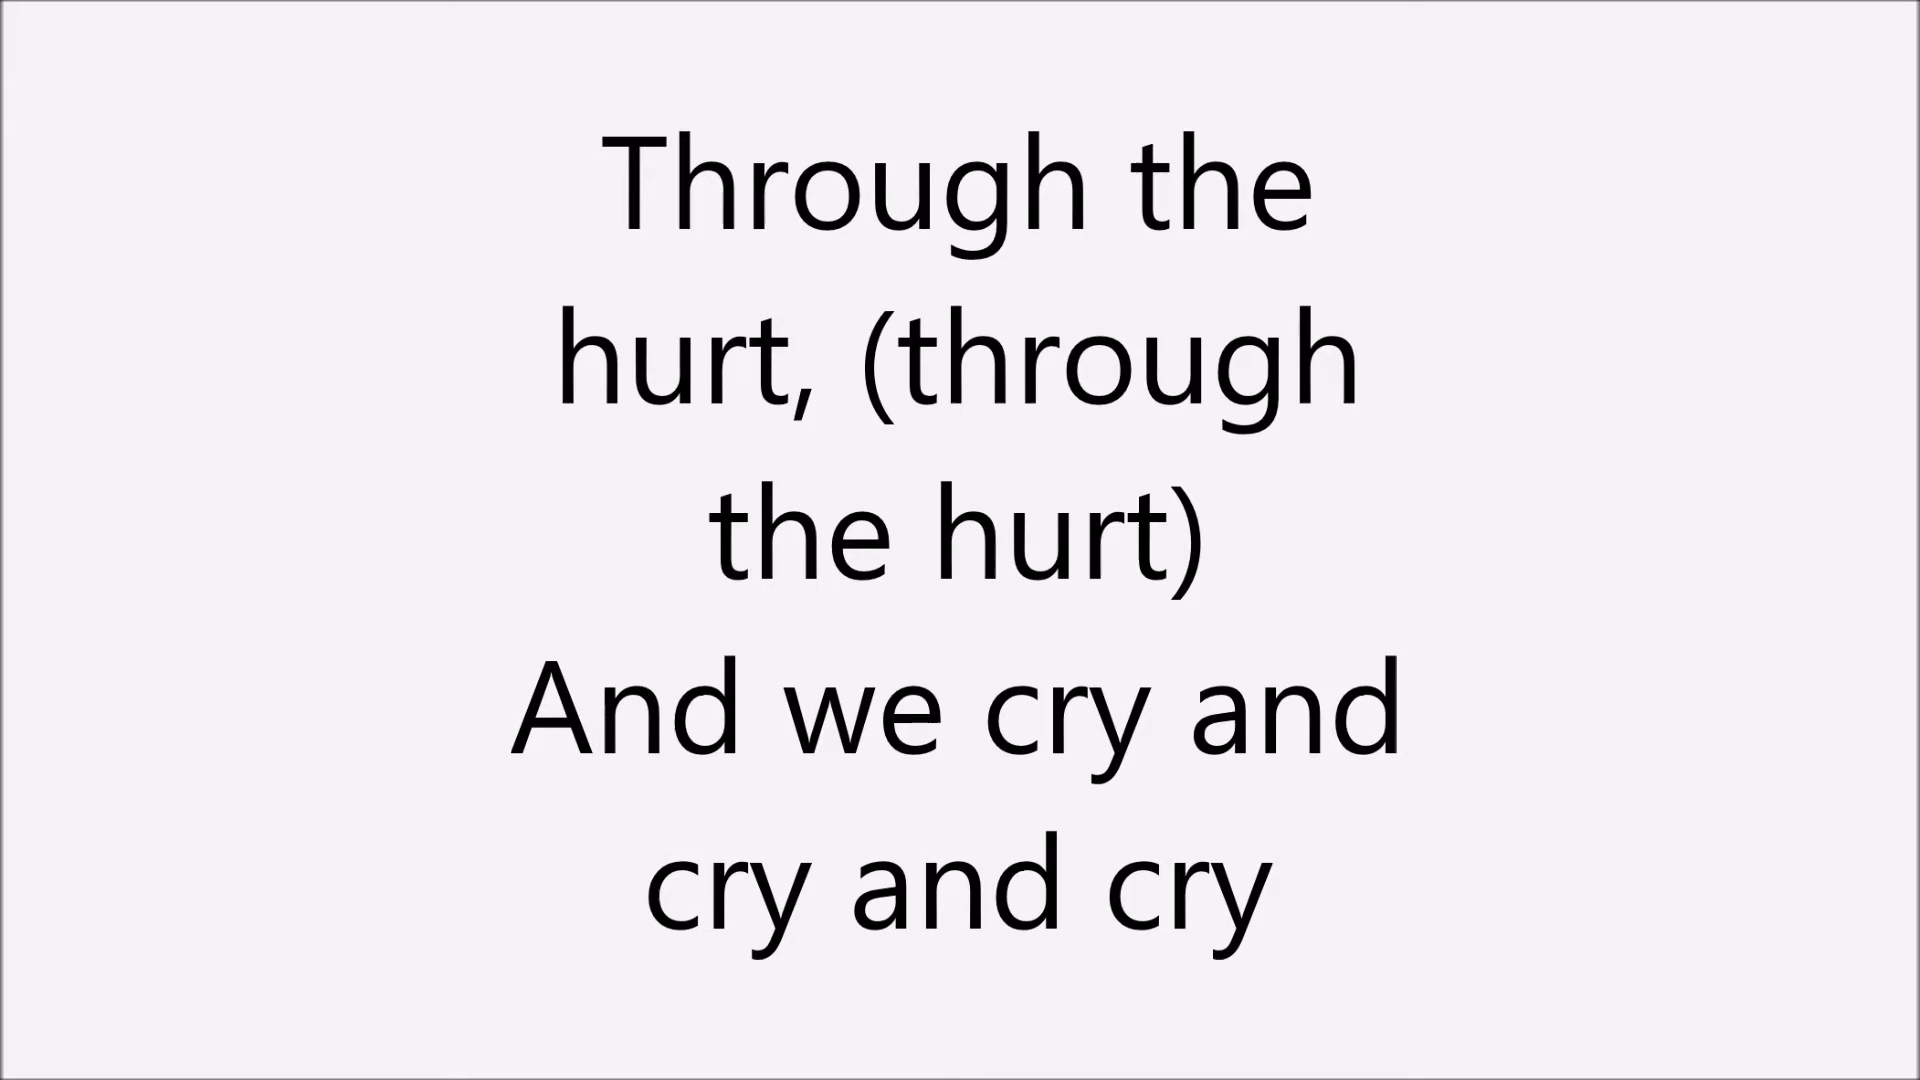 Through the
hurt, (through
the hurt)
And we cry and
cry and cry